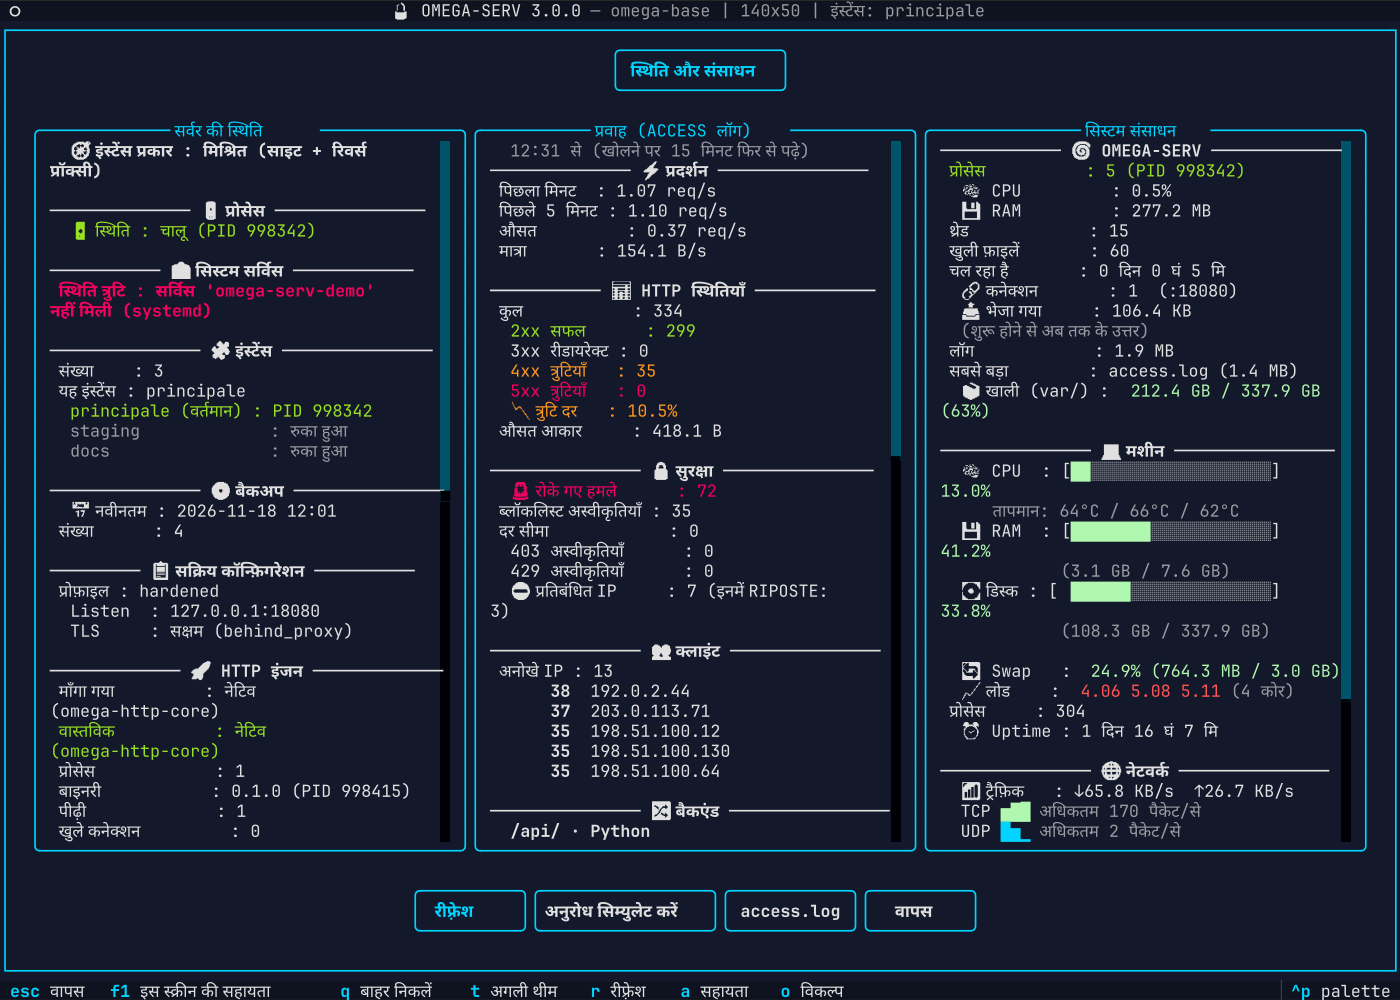 OMEGA-SERV 3.0.0 — omega-base | 140x50 | इंस्टेंस: principale
स्थिति और संसाधन
सर्वर की स्थिति
इंस्टेंस प्रकार : मिश्रित (साइट + रिवर्स
प्रॉक्सी)
प्रोसेस
स्थिति : चालू (PID 998342)
सिस्टम सर्विस
स्थिति त्रुटि : सर्विस 'omega-serv-demo'
नहीं मिली (systemd)
इंस्टेंस
संख्या : 3
यह इंस्टेंस : principale
principale (वर्तमान) : PID 998342
staging : रुका हुआ
docs : रुका हुआ
बैकअप
नवीनतम : 2026-11-18 12:01
संख्या : 4
सक्रिय कॉन्फ़िगरेशन
प्रोफ़ाइल : hardened
Listen : 127.0.0.1:18080
TLS : सक्षम (behind_proxy)
HTTP इंजन
माँगा गया : नेटिव
(omega-http-core)
वास्तविक : नेटिव
(omega-http-core)
प्रोसेस : 1
बाइनरी : 0.1.0 (PID 998415)
पीढ़ी : 1
खुले कनेक्शन : 0
प्रवाह (ACCESS लॉग)
12:31 से (खोलने पर 15 मिनट फिर से पढ़े)
प्रदर्शन
पिछला मिनट : 1.07 req/s
पिछले 5 मिनट : 1.10 req/s
औसत : 0.37 req/s
मात्रा : 154.1 B/s
HTTP स्थितियाँ
कुल : 334
2xx सफल : 299
3xx रीडायरेक्ट : 0
4xx त्रुटियाँ : 35
5xx त्रुटियाँ : 0
त्रुटि दर : 10.5%
औसत आकार : 418.1 B
सुरक्षा
रोके गए हमले : 72
ब्लॉकलिस्ट अस्वीकृतियाँ : 35
दर सीमा : 0
403 अस्वीकृतियाँ : 0
429 अस्वीकृतियाँ : 0
प्रतिबंधित IP : 7 (इनमें RIPOSTE:
3)
क्लाइंट
अनोखे IP : 13
38 192.0.2.44
37 203.0.113.71
35 198.51.100.12
35 198.51.100.130
35 198.51.100.64
बैकएंड
/api/ · Python
सिस्टम संसाधन
OMEGA-SERV
प्रोसेस : 5 (PID 998342)
CPU : 0.5%
RAM : 277.2 MB
थ्रेड : 15
खुली फ़ाइलें : 60
चल रहा है : 0 दिन 0 घं 5 मि
कनेक्शन : 1 (:18080)
भेजा गया : 106.4 KB
(शुरू होने से अब तक के उत्तर)
लॉग : 1.9 MB
सबसे बड़ा : access.log (1.4 MB)
खाली (var/) : 212.4 GB / 337.9 GB
(63%)
मशीन
CPU : [ ]
13.0%
तापमान: 64°C / 66°C / 62°C
RAM : [ ]
41.2%
(3.1 GB / 7.6 GB)
डिस्क : [ ]
33.8%
(108.3 GB / 337.9 GB)
Swap : 24.9% (764.3 MB / 3.0 GB)
लोड : 4.06 5.08 5.11 (4 कोर)
प्रोसेस : 304
Uptime : 1 दिन 16 घं 7 मि
नेटवर्क
ट्रैफ़िक : ↓65.8 KB/s ↑26.7 KB/s
TCP अधिकतम 170 पैकेट/से
UDP अधिकतम 2 पैकेट/से
रीफ़्रेश
अनुरोध सिम्युलेट करें
access.log
वापस
esc वापस f1 इस स्क्रीन की सहायता q बाहर निकलें t अगली थीम r रीफ़्रेश a सहायता o विकल्प ^p palette